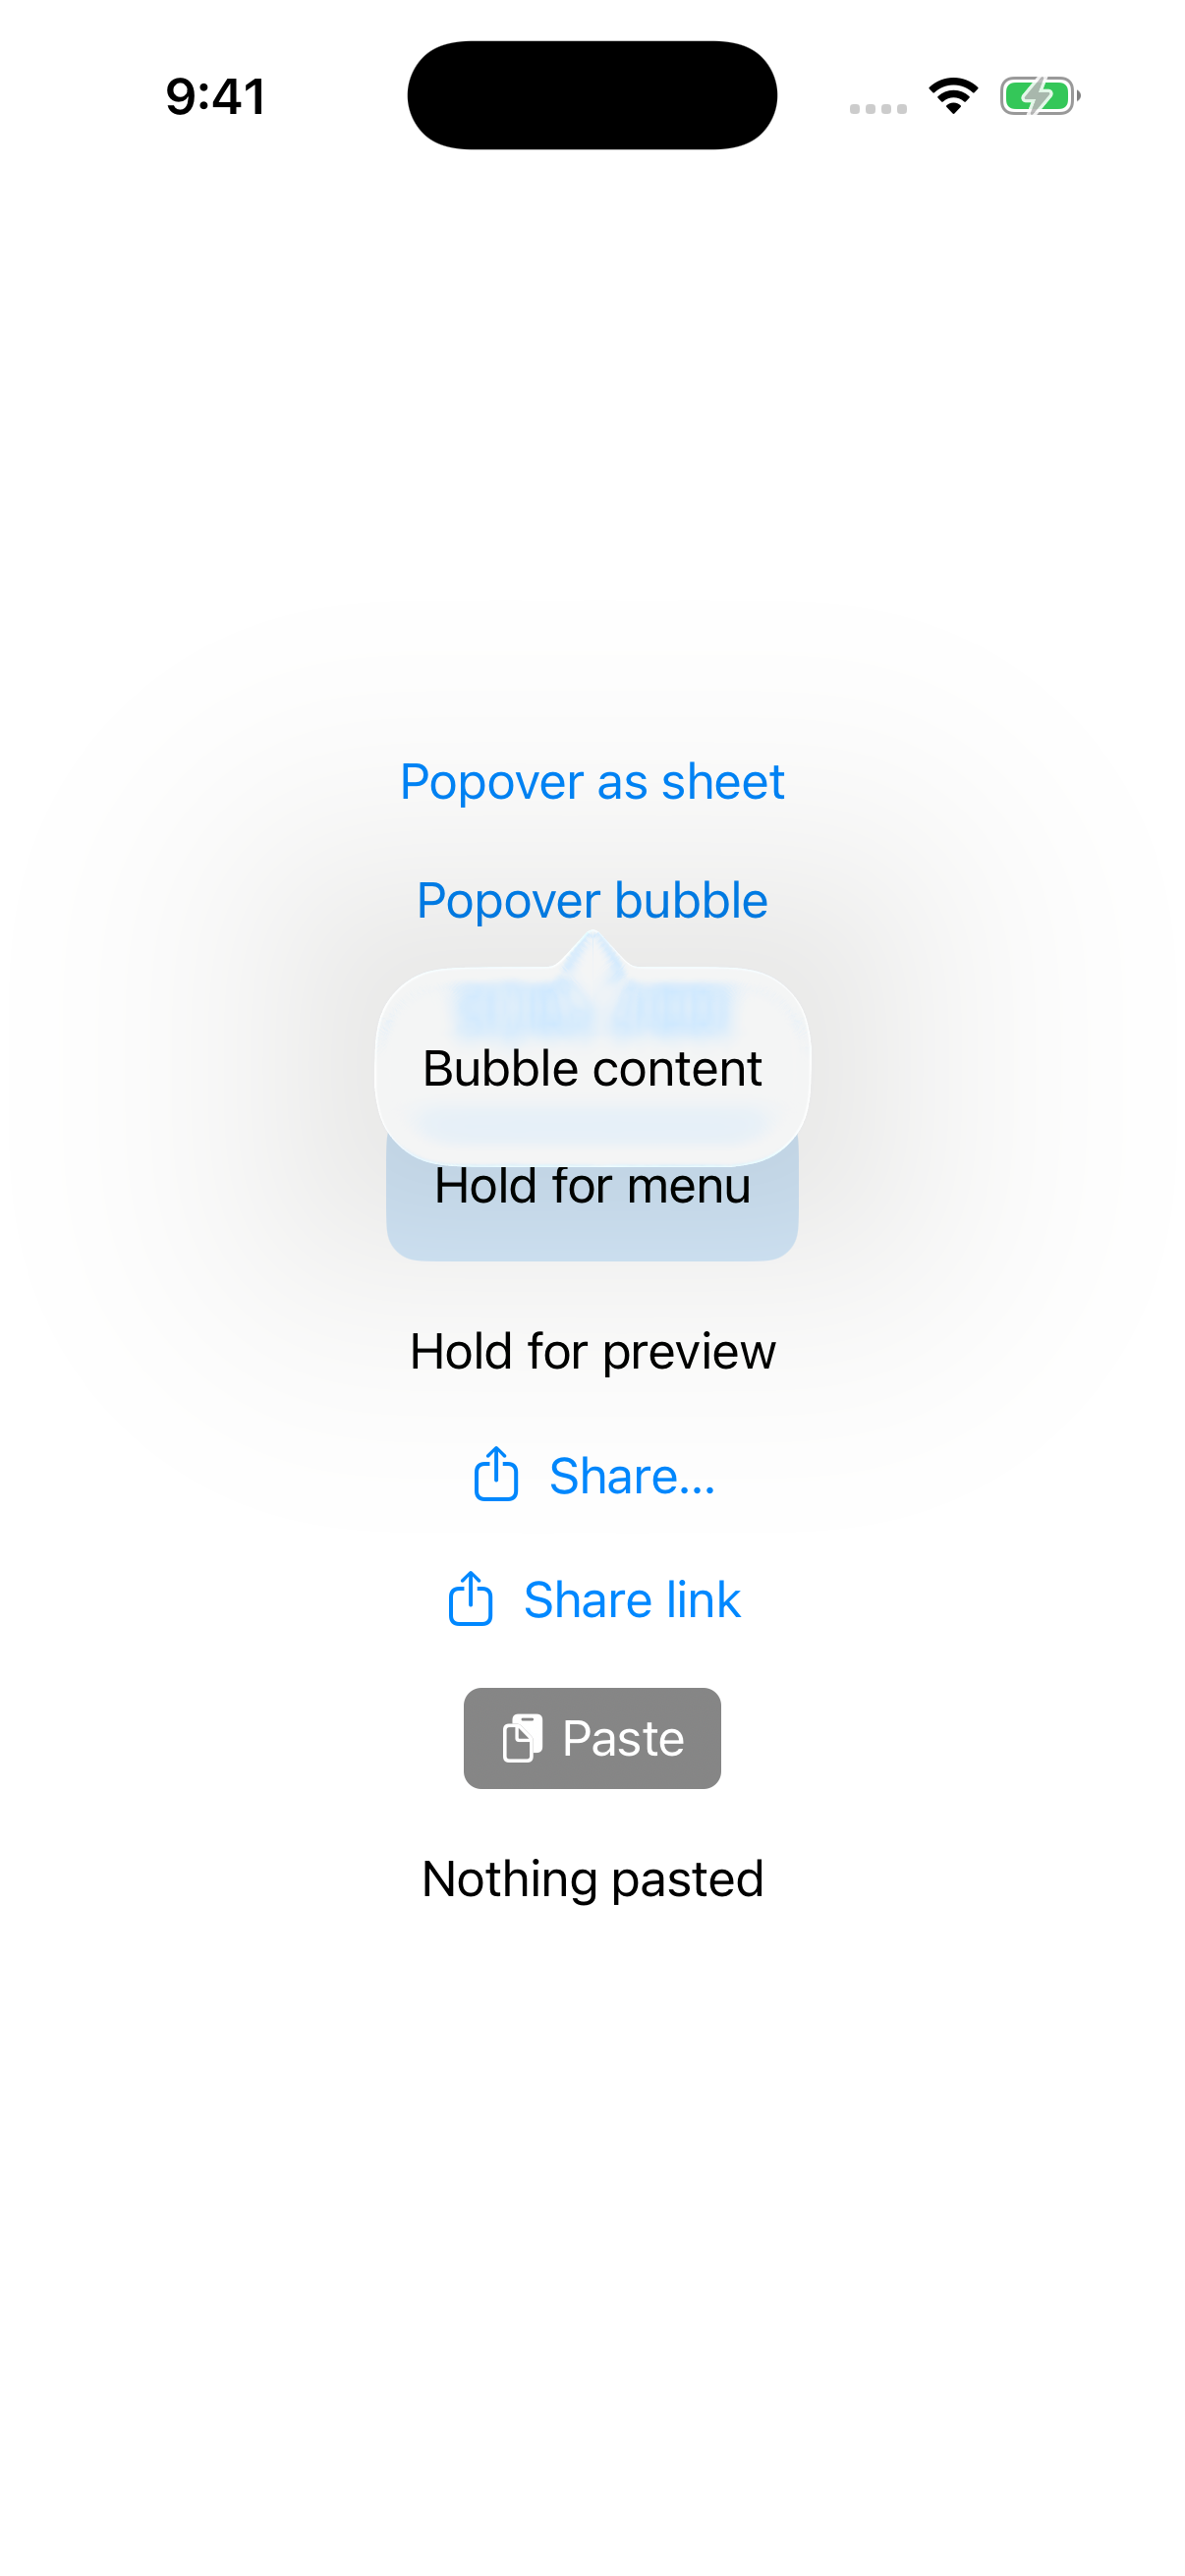 9:41
Popover as sheet
Popover bubble
Bubble content
Hold for menu
Hold for preview
Share...
Share link
Paste
Nothing pasted